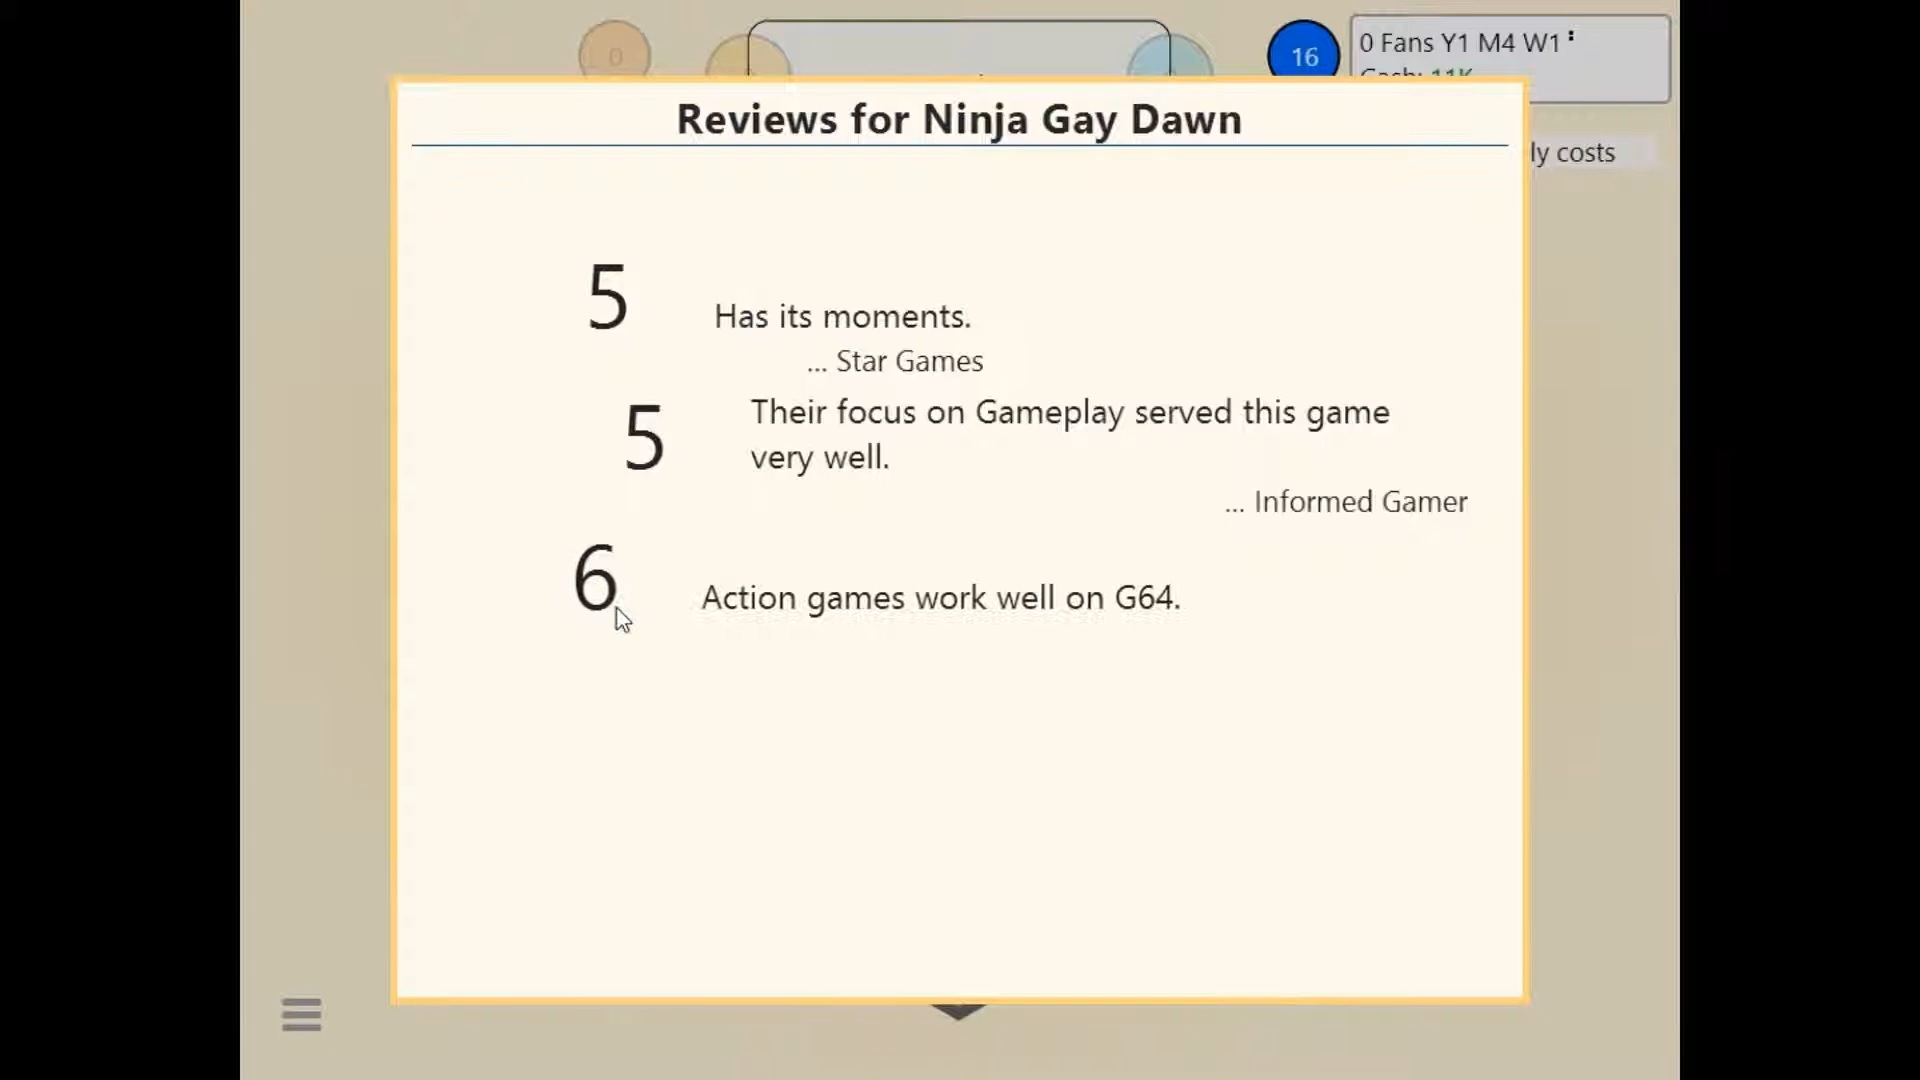 0
16
0 Fans Y1 M4 W1
Cash: 11K
Reviews for Ninja Gay Dawn
ly costs
5
Has its moments.
... Star Games
5
Their focus on Gameplay served this game
very well.
... Informed Gamer
6
Action games work well on G64.